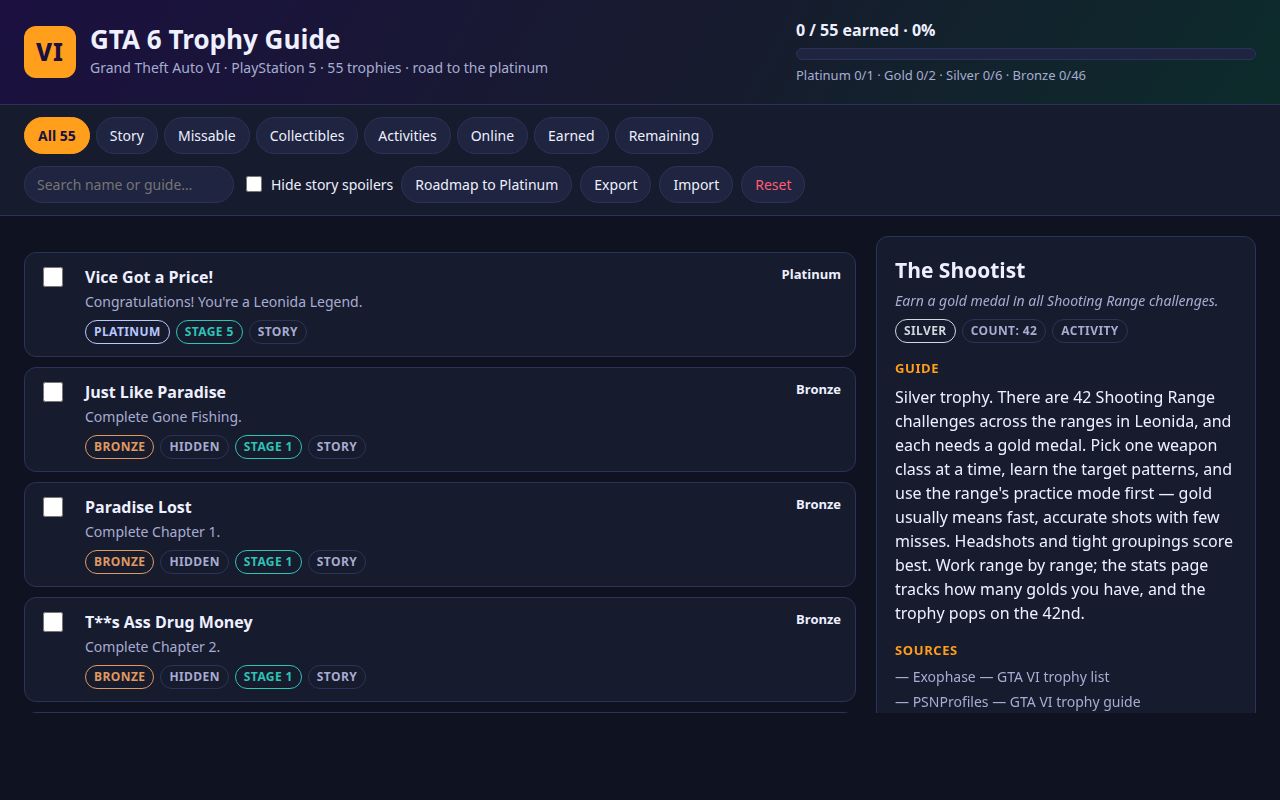 VI
GTA 6 Trophy Guide
Grand Theft Auto VI · PlayStation 5 · 55 trophies · road to the platinum
0 / 55 earned · 0%
Platinum 0/1 · Gold 0/2 · Silver 0/6 · Bronze 0/46
All 55 Story Missable Collectibles Activities Online Earned Remaining
Search name or guide... Hide story spoilers Roadmap to Platinum Export Import Reset
Vice Got a Price! Platinum
Congratulations! You're a Leonida Legend.
PLATINUM STAGE 5 STORY
Just Like Paradise Bronze
Complete Gone Fishing.
BRONZE HIDDEN STAGE 1 STORY
Paradise Lost Bronze
Complete Chapter 1.
BRONZE HIDDEN STAGE 1 STORY
T**s Ass Drug Money Bronze
Complete Chapter 2.
BRONZE HIDDEN STAGE 1 STORY
The Shootist
Earn a gold medal in all Shooting Range challenges.
SILVER COUNT: 42 ACTIVITY
GUIDE
Silver trophy. There are 42 Shooting Range
challenges across the ranges in Leonida, and
each needs a gold medal. Pick one weapon
class at a time, learn the target patterns, and
use the range's practice mode first — gold
usually means fast, accurate shots with few
misses. Headshots and tight groupings score
best. Work range by range; the stats page
tracks how many golds you have, and the
trophy pops on the 42nd.
SOURCES
— Exophase — GTA VI trophy list
— PSNProfiles — GTA VI trophy guide